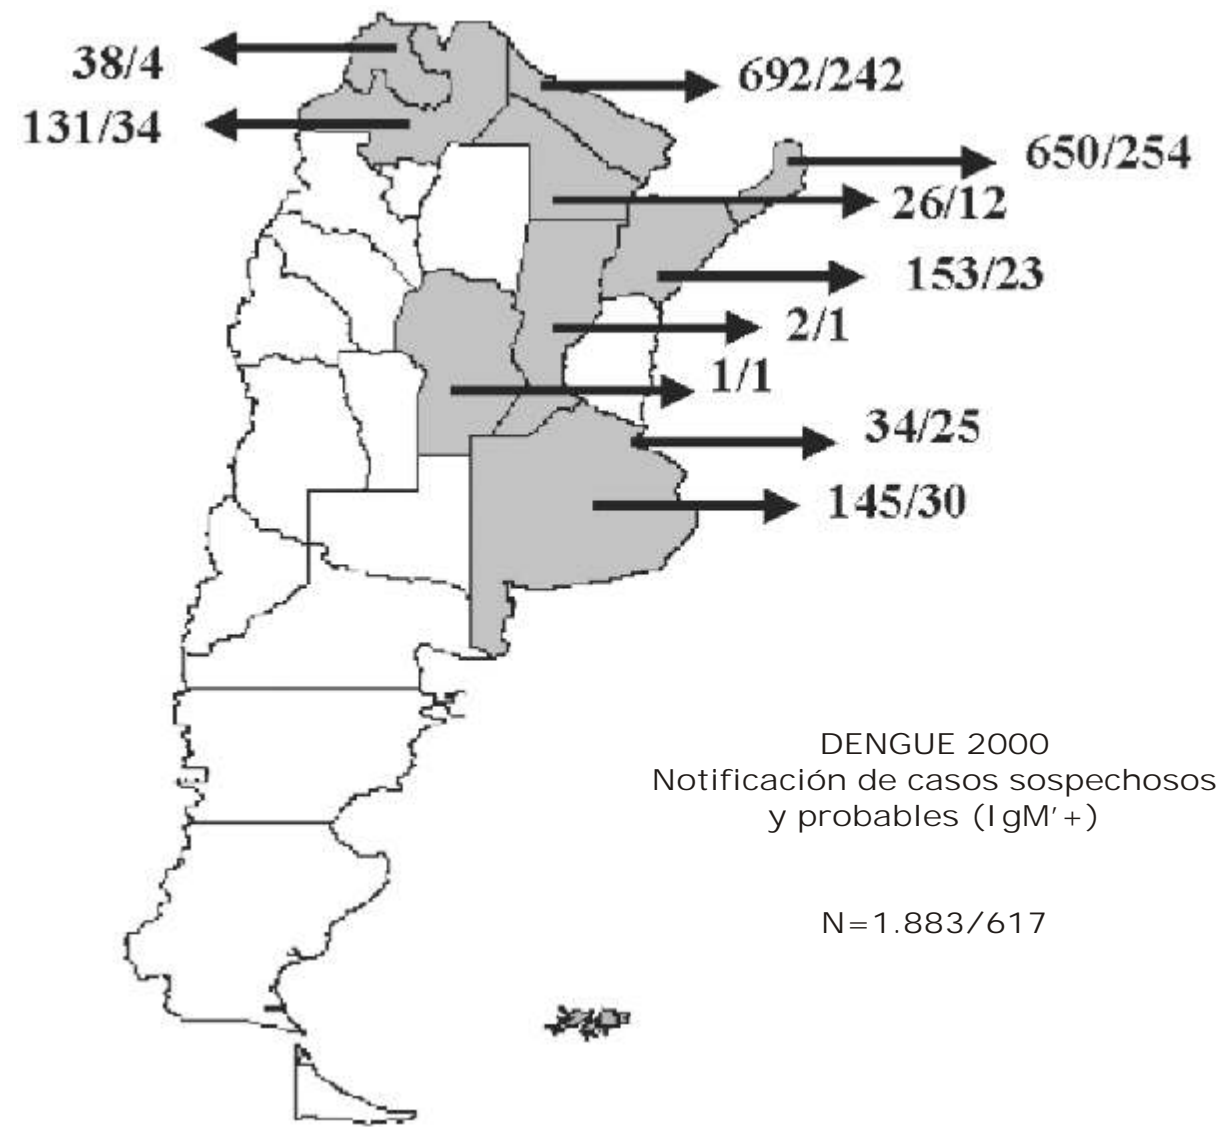 38/4
692/242
131/34
650/254
26/12
153/23
2/1
1/1
34/25
145/30
DENGUE 2000
Notificación de casos sospechosos
y probables (IgM'+)
N=1.883/617